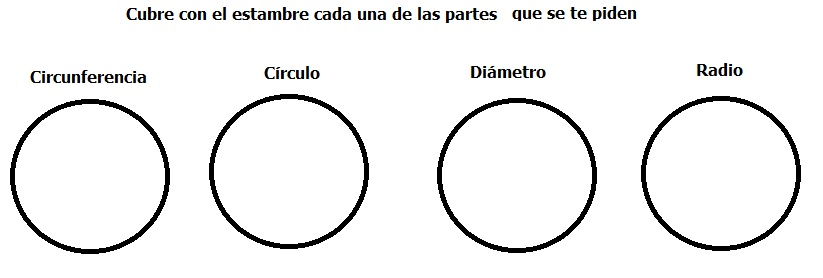 Cubre con el estambre cada una de las partes que se te piden
Circunferencia Círculo Diámetro Radio